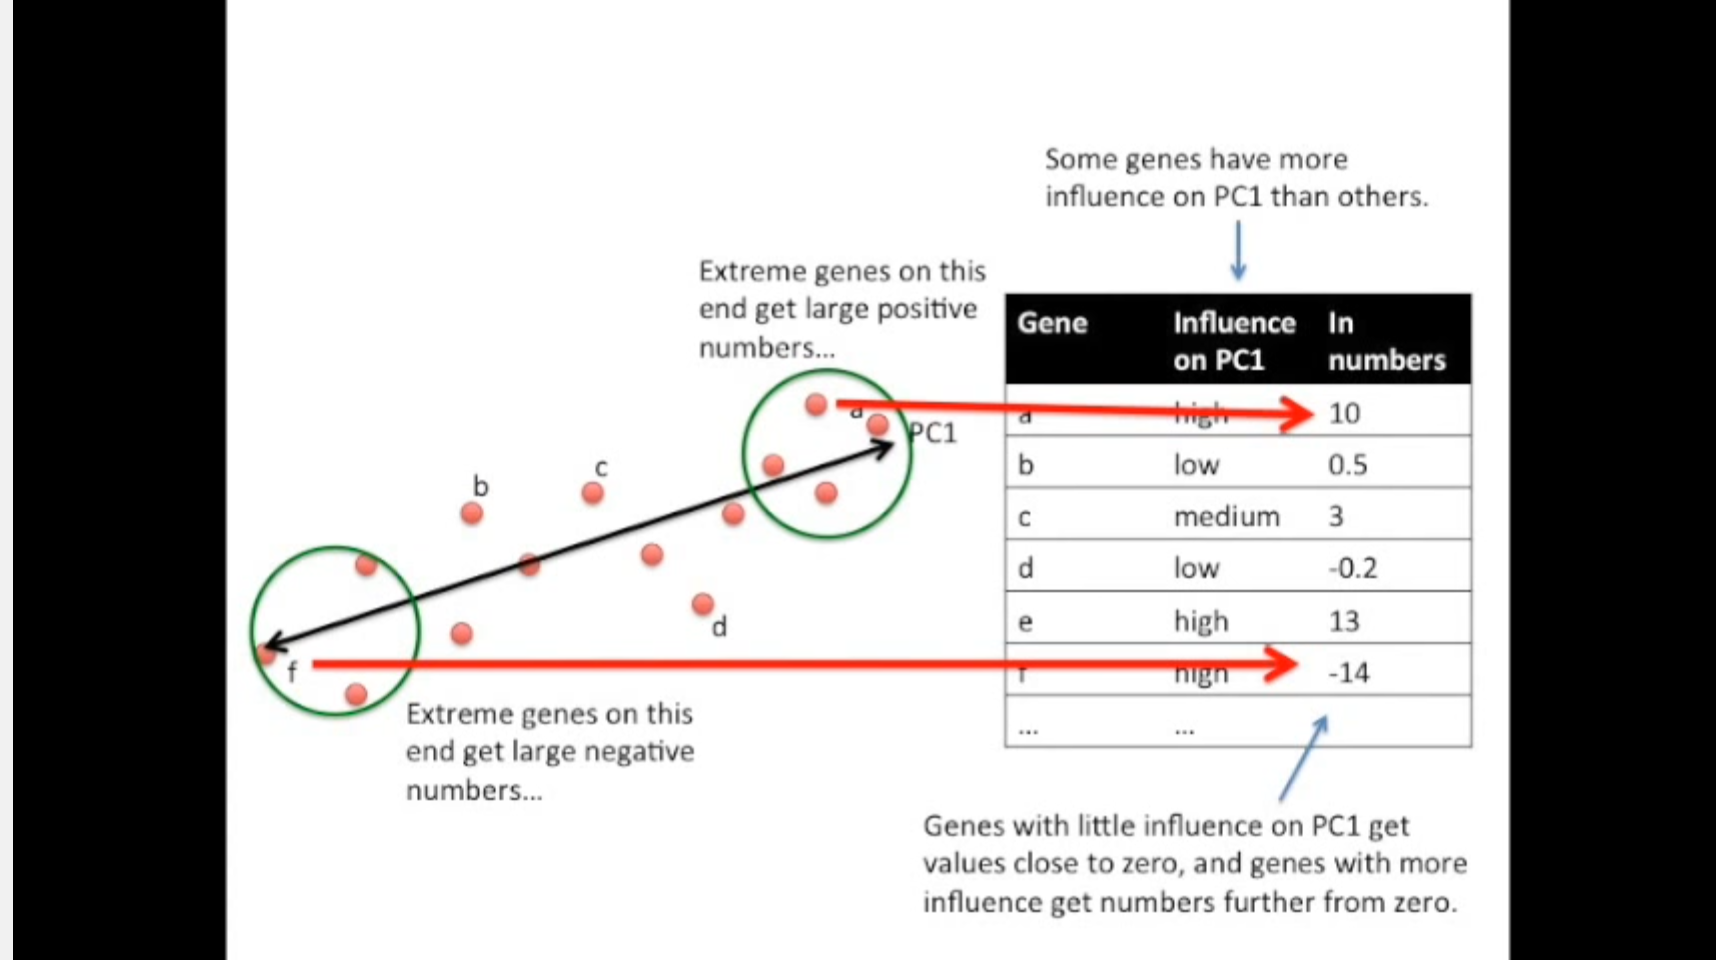 Some genes have more
influence on PC1 than others.
Extreme genes on this
end get large positive
numbers...
Gene Influence on PC1 In numbers
a high 10
b low 0.5
c medium 3
d low -0.2
e high 13
f high -14
... ...
a
PC1
c
b
d
f
Extreme genes on this
end get large negative
numbers...
Genes with little influence on PC1 get
values close to zero, and genes with more
influence get numbers further from zero.